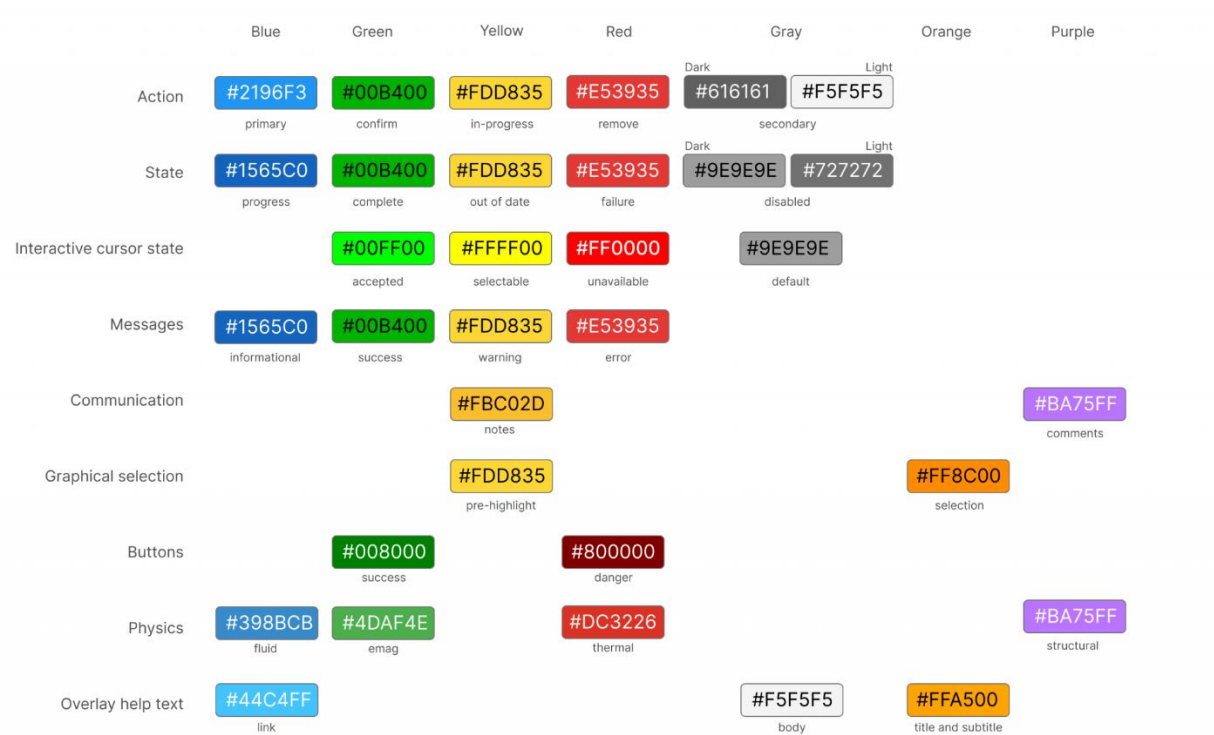 Blue Green Yellow Red Gray Orange Purple
Dark Light
Action #2196F3 #00B400 #FDD835 #E53935 #616161 #F5F5F5
primary confirm in-progress remove secondary
Dark Light
State #1565C0 #00B400 #FDD835 #E53935 #9E9E9E #727272
progress complete out of date failure disabled
Interactive cursor state #00FF00 #FFFF00 #FF0000 #9E9E9E
accepted selectable unavailable default
Messages #1565C0 #00B400 #FDD835 #E53935
informational success warning error
Communication #FBC02D #BA75FF
notes comments
Graphical selection #FDD835 #FF8C00
pre-highlight selection
Buttons #008000 #800000
success danger
Physics #398BCB #4DAF4E #DC3226 #BA75FF
fluid emag thermal structural
Overlay help text #44C4FF #F5F5F5 #FFA500
link body title and subtitle